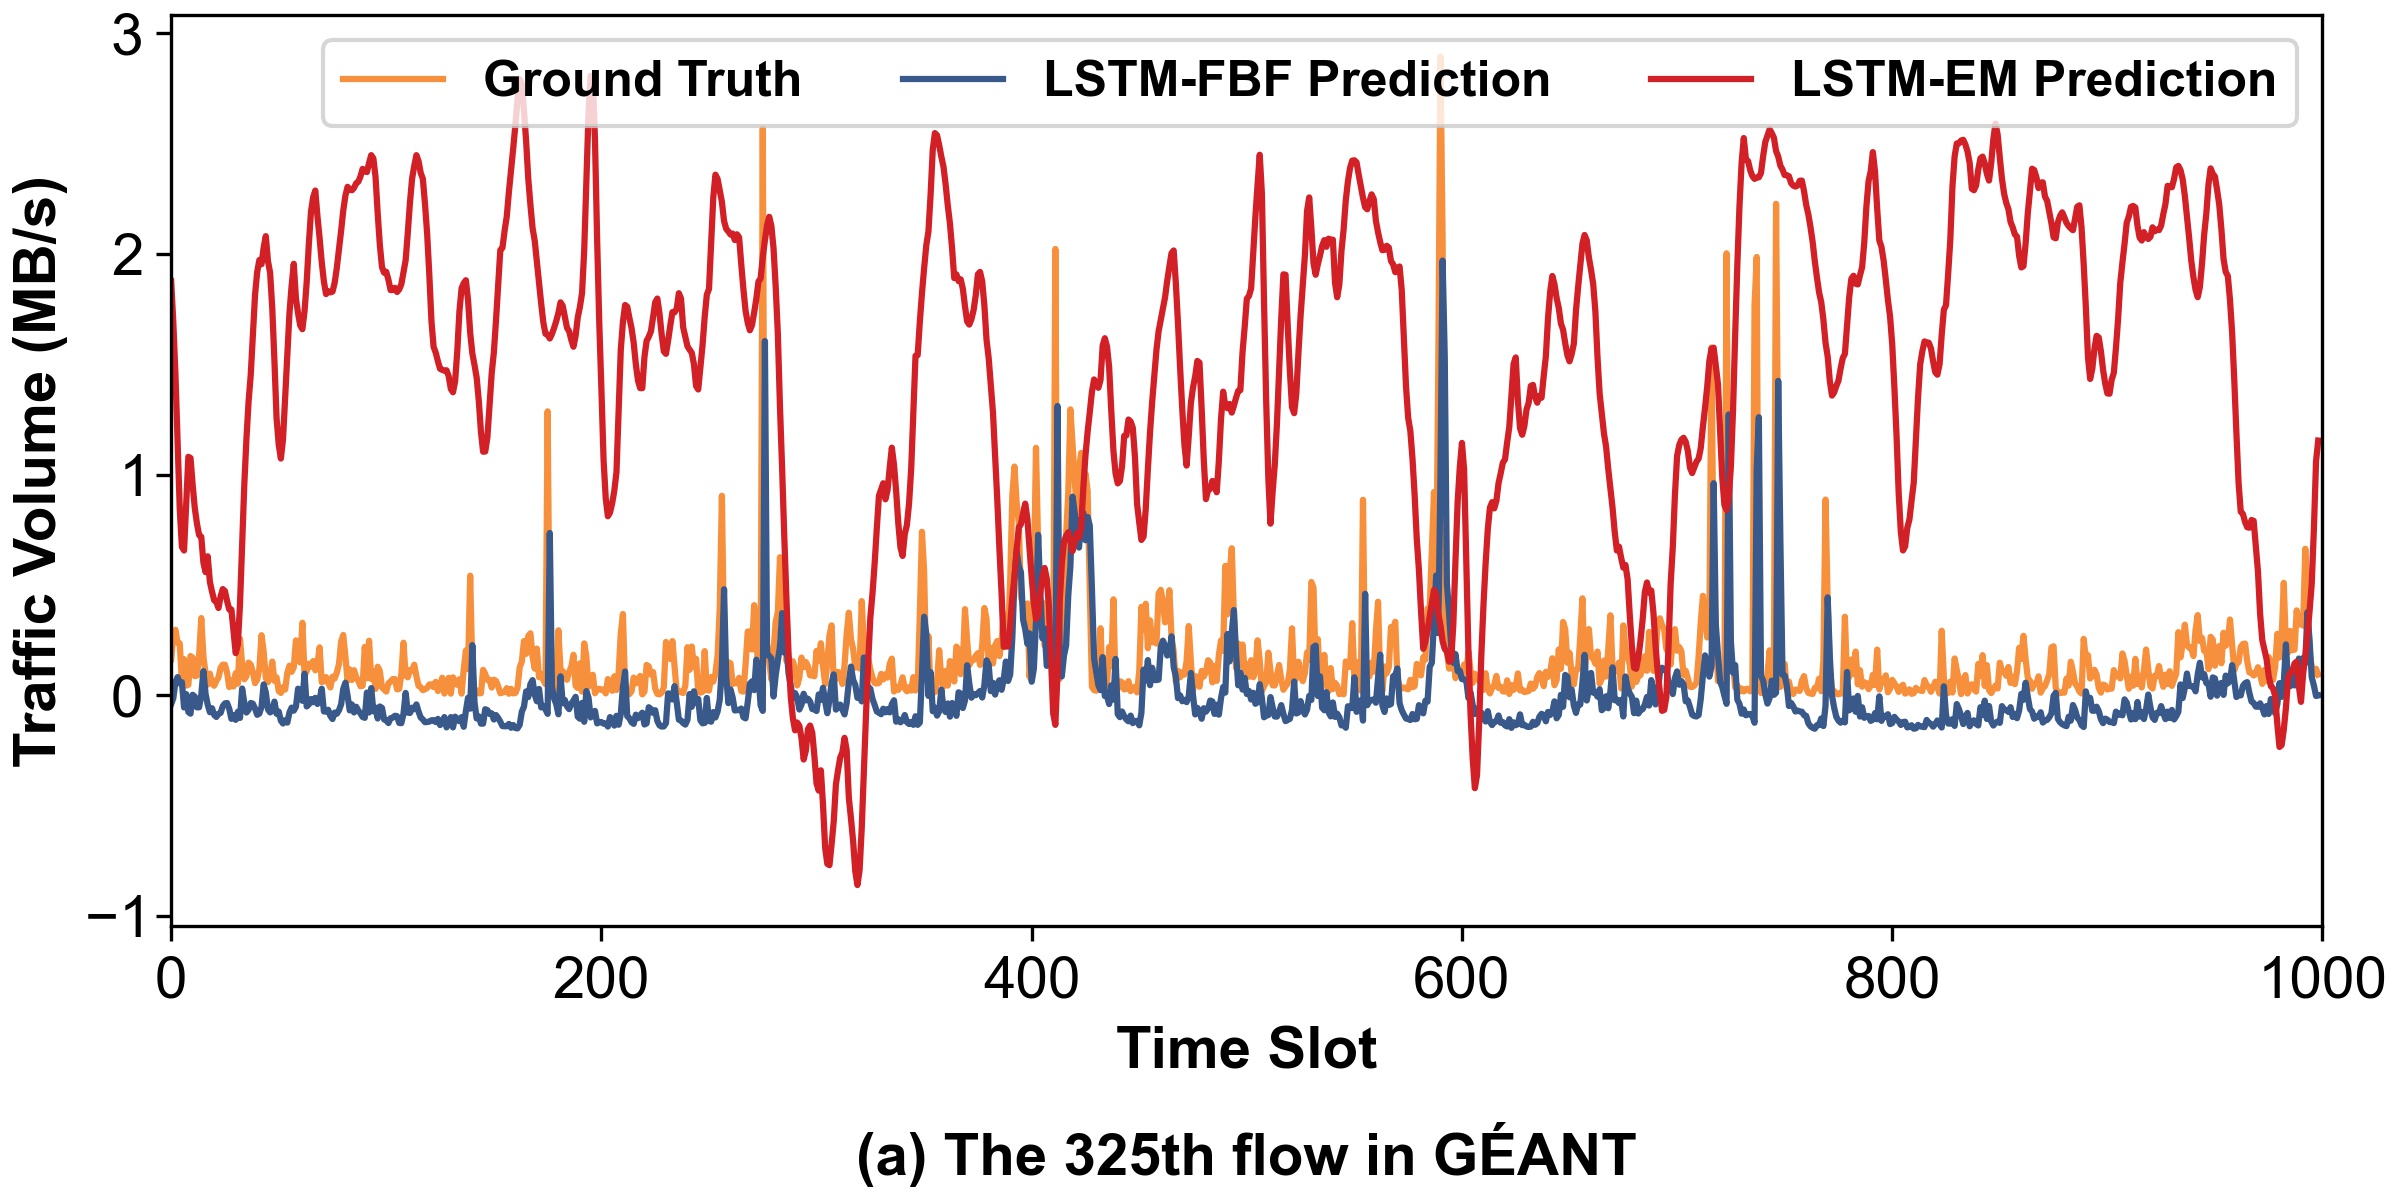 Traffic Volume (MB/s)
3
2
1
0
−1
Ground Truth
LSTM-FBF Prediction
LSTM-EM Prediction
0
200
400
600
800
1000
Time Slot
(a) The 325th flow in GÉANT